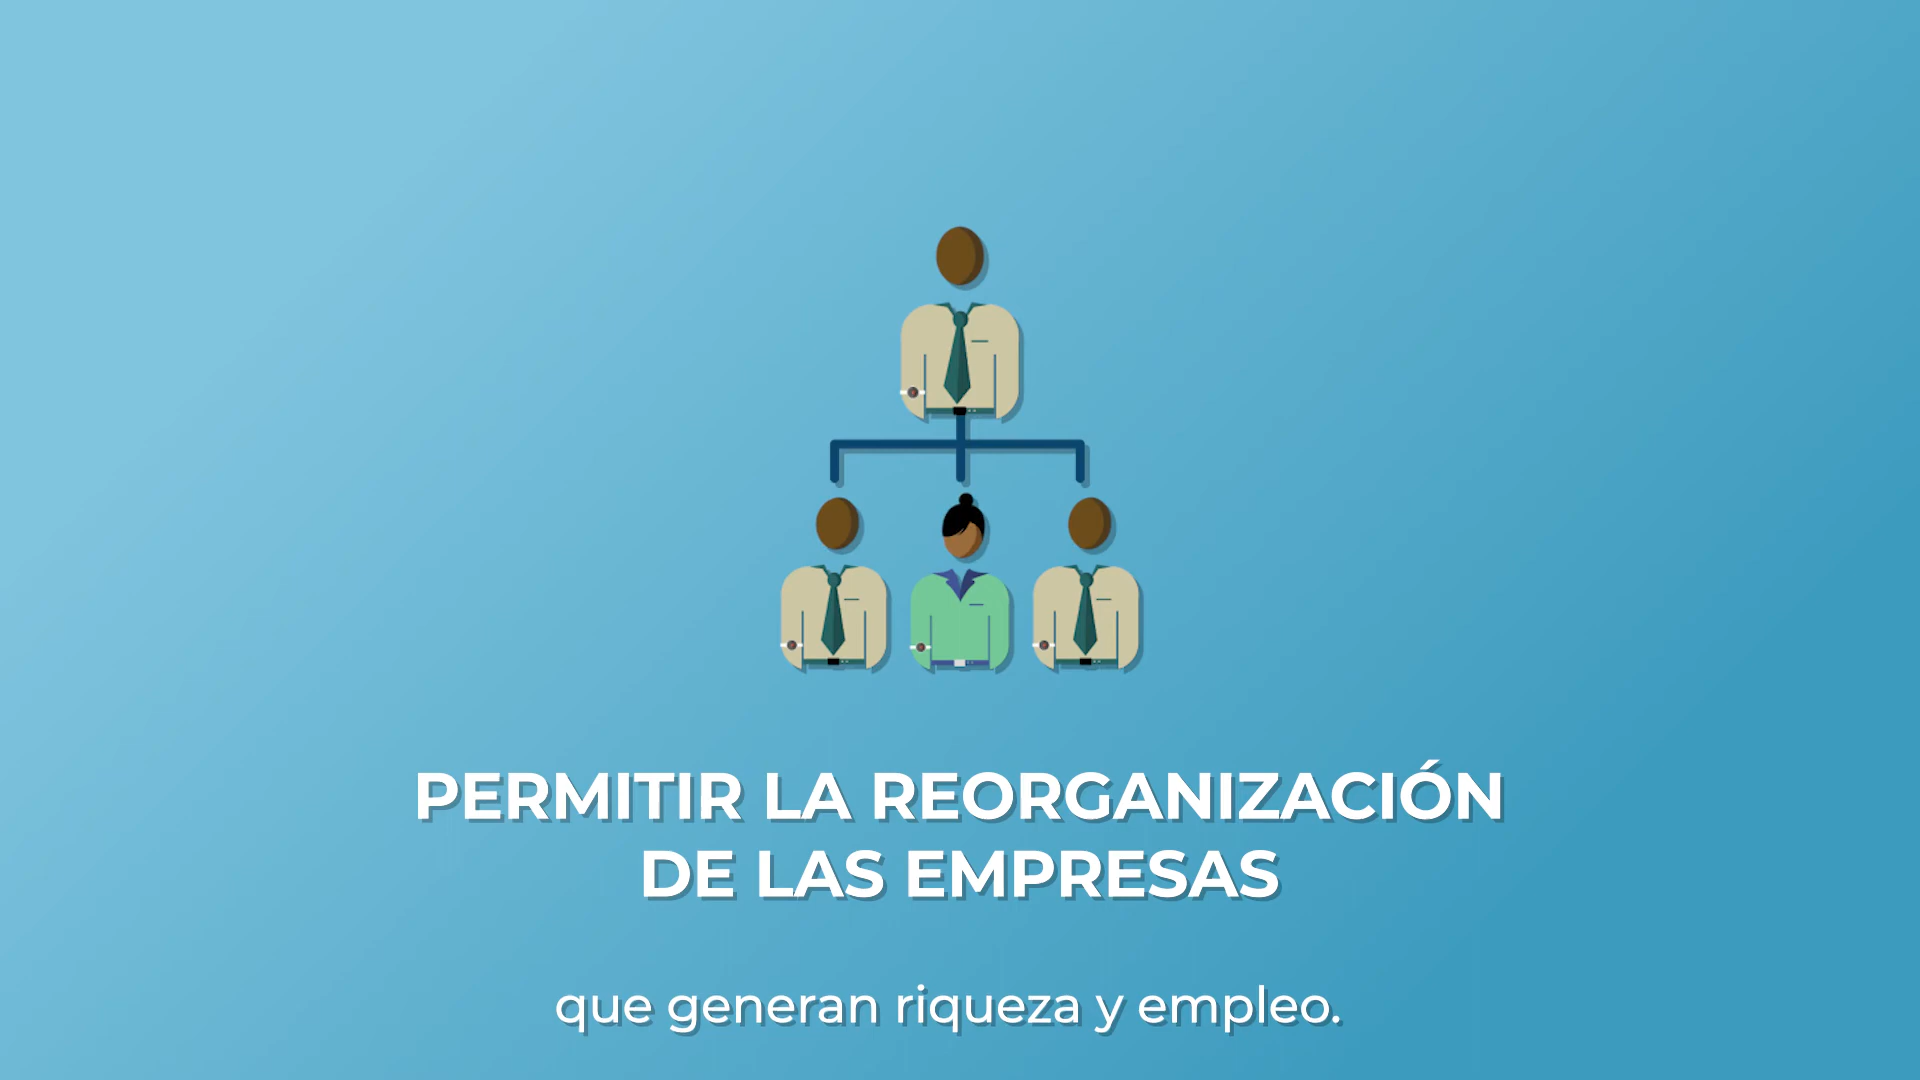 PERMITIR LA REORGANIZACIÓN
DE LAS EMPRESAS
que generan riqueza y empleo.